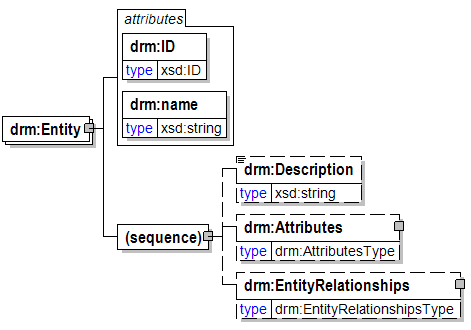 attributes
drm:ID
type xsd:ID
drm:name
type xsd:string
drm:Entity
drm:Description
type xsd:string
(sequence)
drm:Attributes
type drm:AttributesType
drm:EntityRelationships
type drm:EntityRelationshipsType